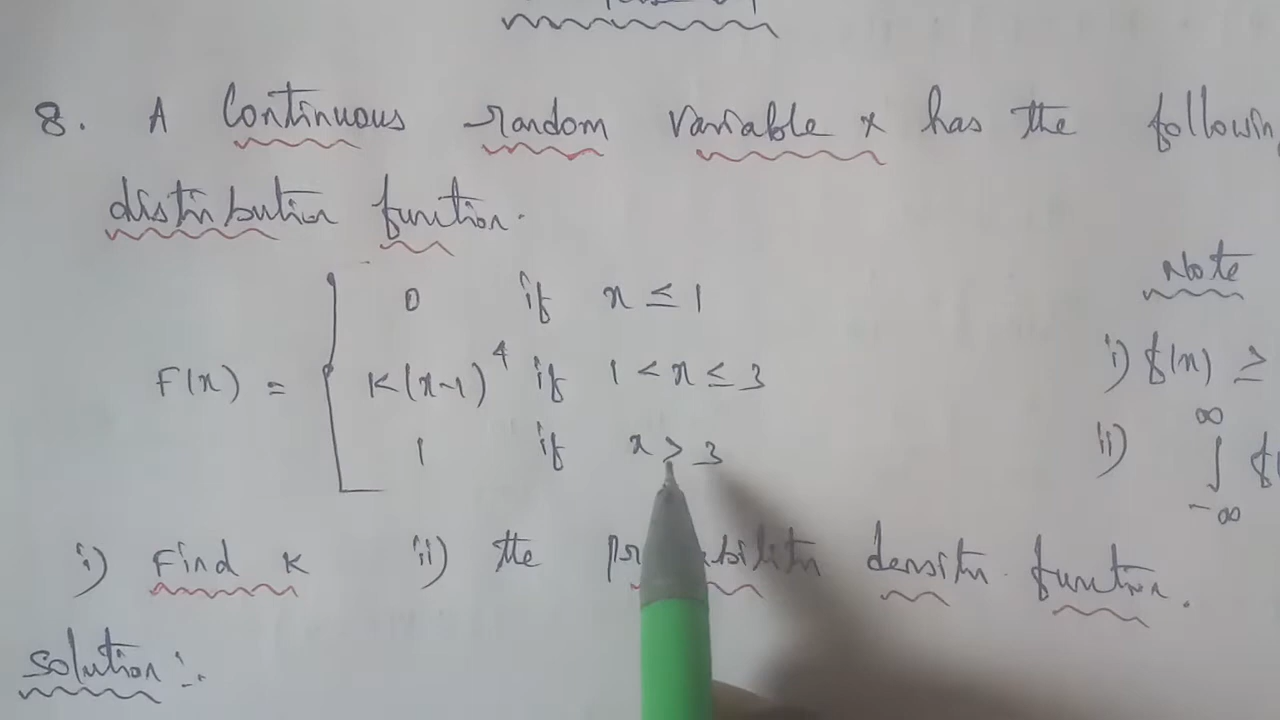 8. A Continuous random variable x has the followin
distribution function.
F(x) = 0 if x ≤ 1
K(x-1)^4 if 1 < x ≤ 3
1 if x > 3
Note
i) f(x) ≥
ii) ∫_{-∞}^{∞} f(
i) Find K ii) the density function.
solution :-